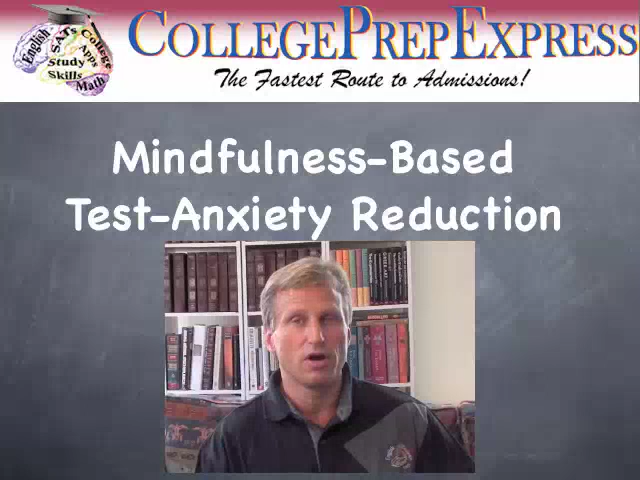 English
SATs
College
Apps
Study
Skills
Math
COLLEGEPREPEXPRESS
The Fastest Route to Admissions!
Mindfulness-Based
Test-Anxiety Reduction